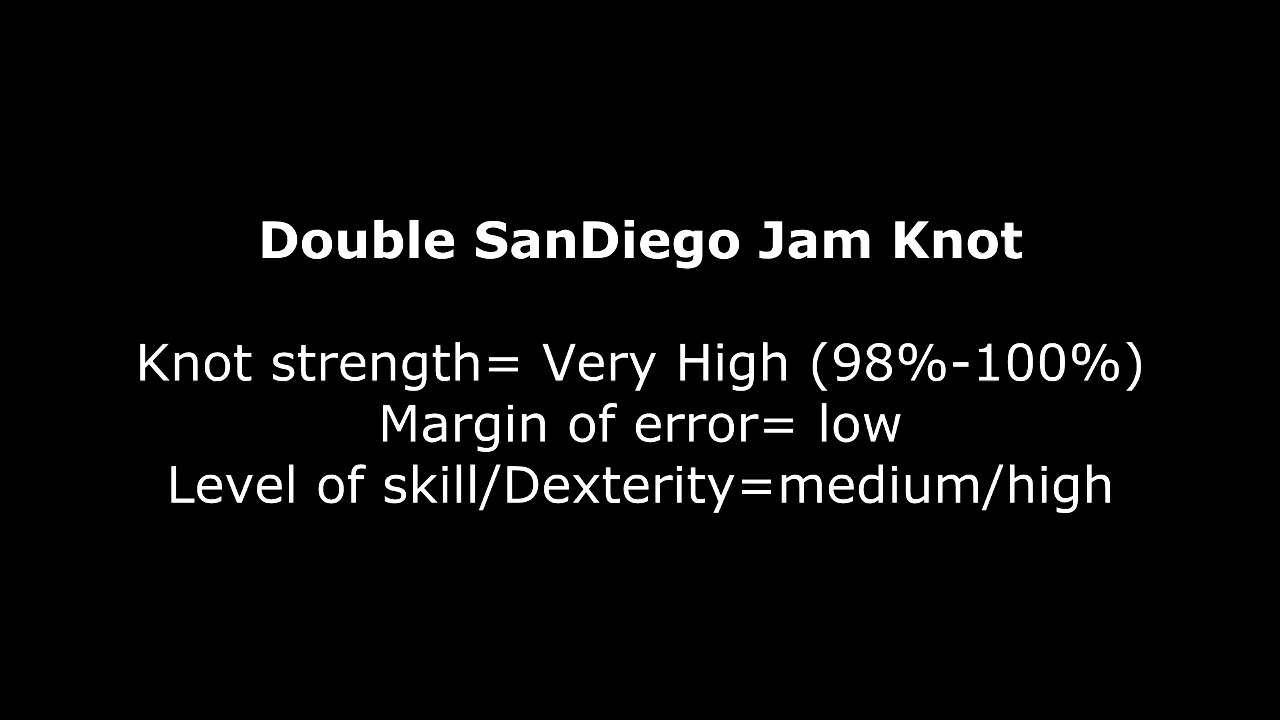 Double SanDiego Jam Knot
Knot strength= Very High (98%-100%)
Margin of error= low
Level of skill/Dexterity=medium/high